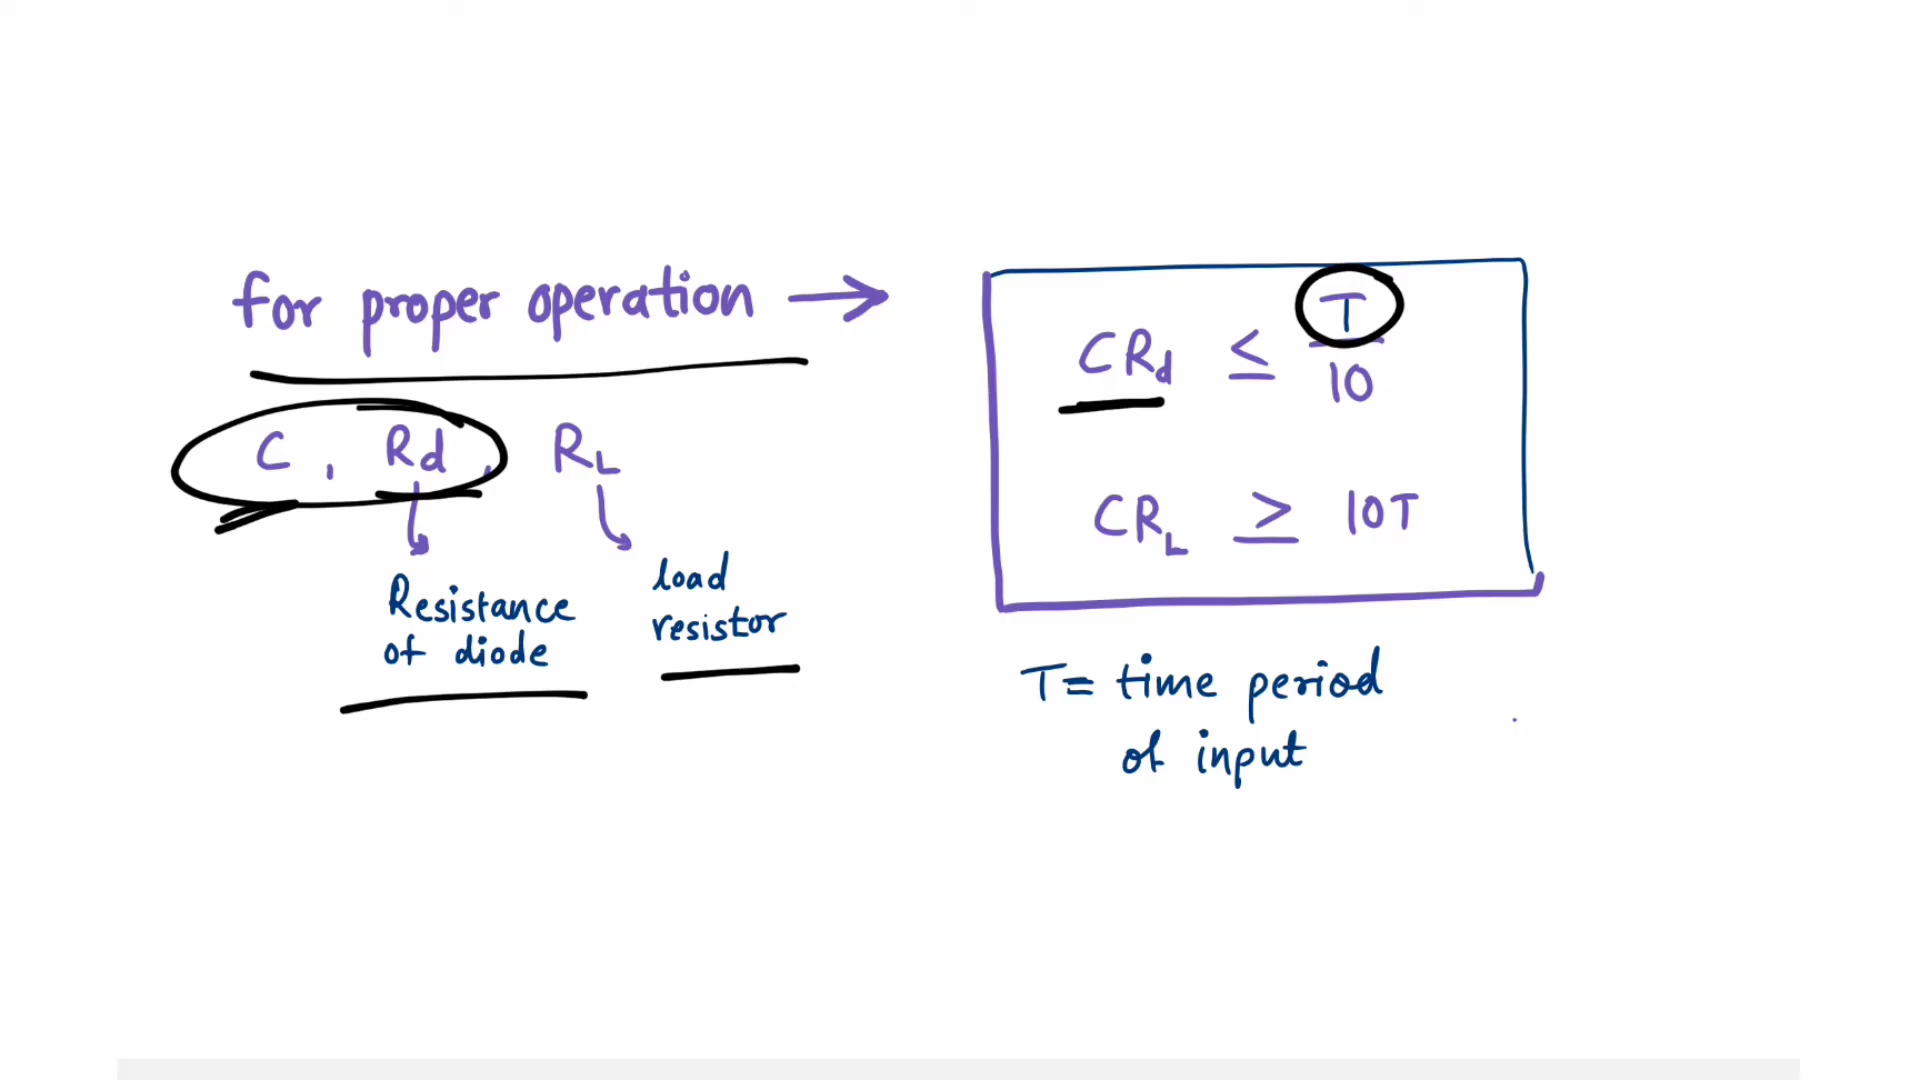 for proper operation →
C, Rd, RL
Resistance
of diode
load
resistor
CRd ≤ T/10
CRL ≥ 10T
T= time period
of input